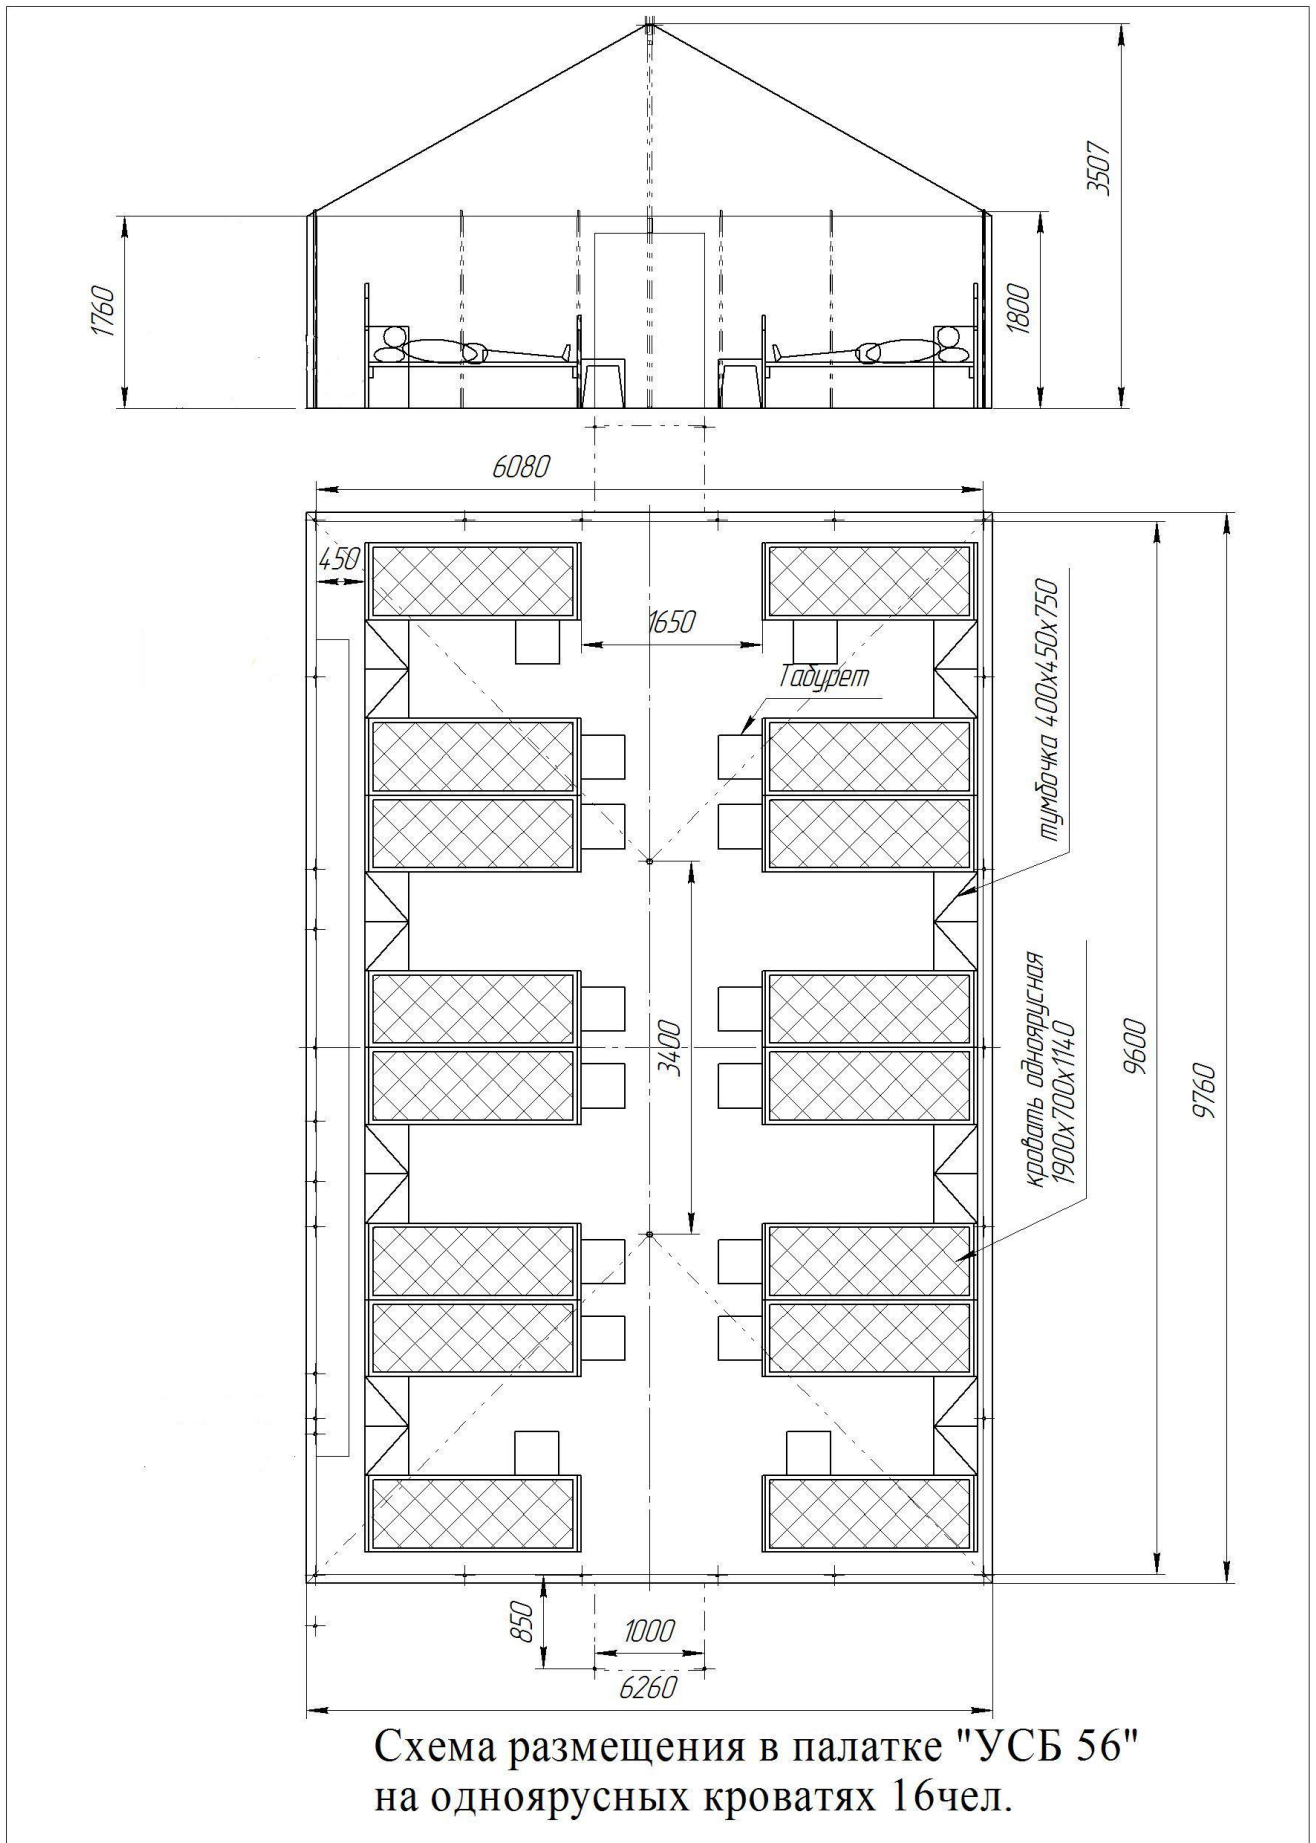 3507
1760
1800
6080
450
1650
Табурет
тумбочка 400х450х750
3400
кровать одноярусная
1900х700х1140
9600
9760
850
1000
6260
Схема размещения в палатке "УСБ 56"
на одноярусных кроватях 16чел.